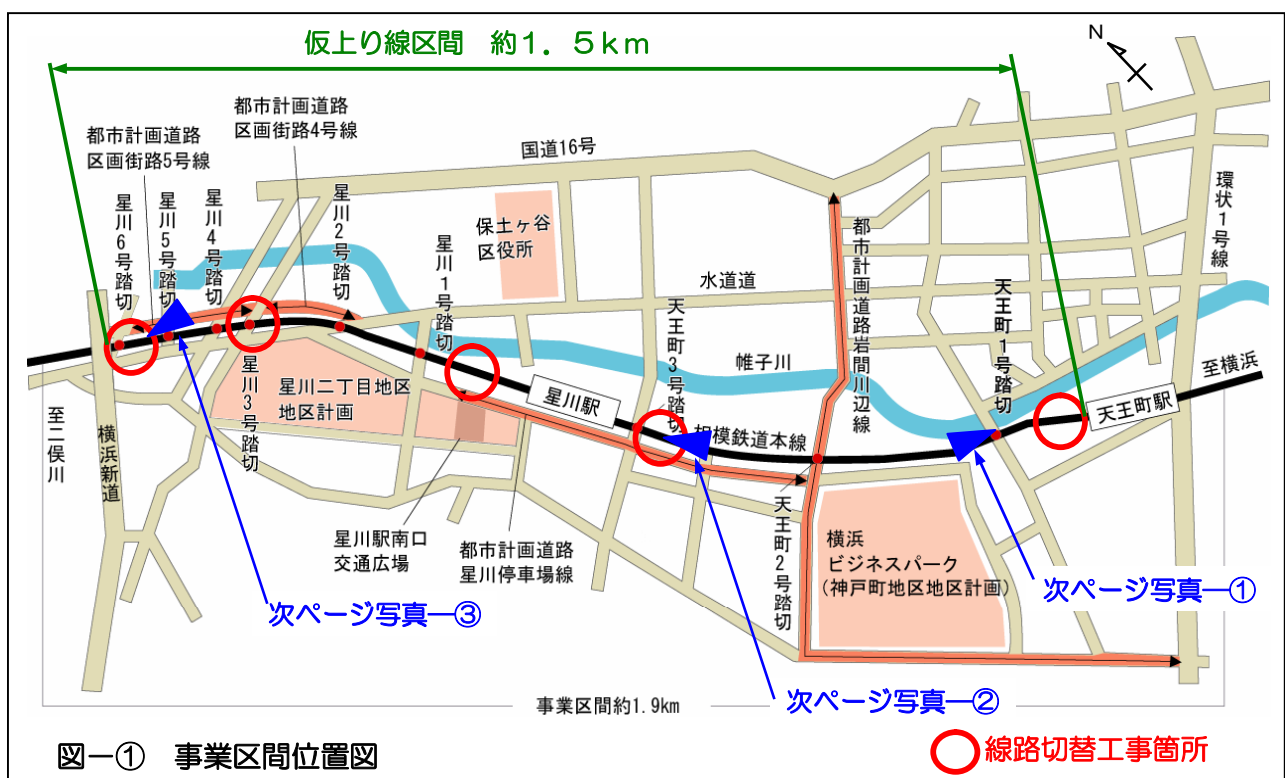 仮上り線区間　約１．５ｋｍ
N
都市計画道路
区画街路4号線
都市計画道路
区画街路5号線
国道16号
環状1号線
星川6号踏切
星川5号踏切
星川4号踏切
星川2号踏切
星川1号踏切
保土ヶ谷
区役所
水道道
都市計画道路岩間川辺線
天王町1号踏切
天王町3号踏切
帷子川
至横浜
天王町駅
星川駅
相模鉄道本線
星川3号踏切
星川二丁目地区
地区計画
至二俣川
横浜新道
星川駅南口
交通広場
都市計画道路
星川停車場線
天王町2号踏切
横浜
ビジネスパーク
(神戸町地区地区計画)
次ページ写真―①
次ページ写真―③
次ページ写真―②
事業区間約1.9km
図－①　事業区間位置図
線路切替工事箇所